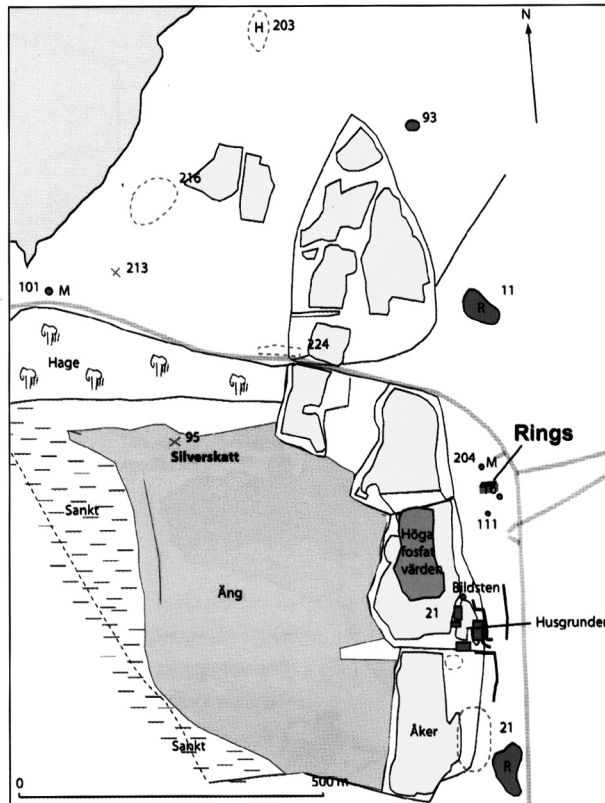 N
H 203
93
216
213
101 M
11
R
224
Hage
95
Silverskatt
Rings
204 M
16
111
Sankt
Höga
fosfat
värden
Bildsten
Äng
21
Husgrunder
Åker
21
Sankt
R
0 500 m